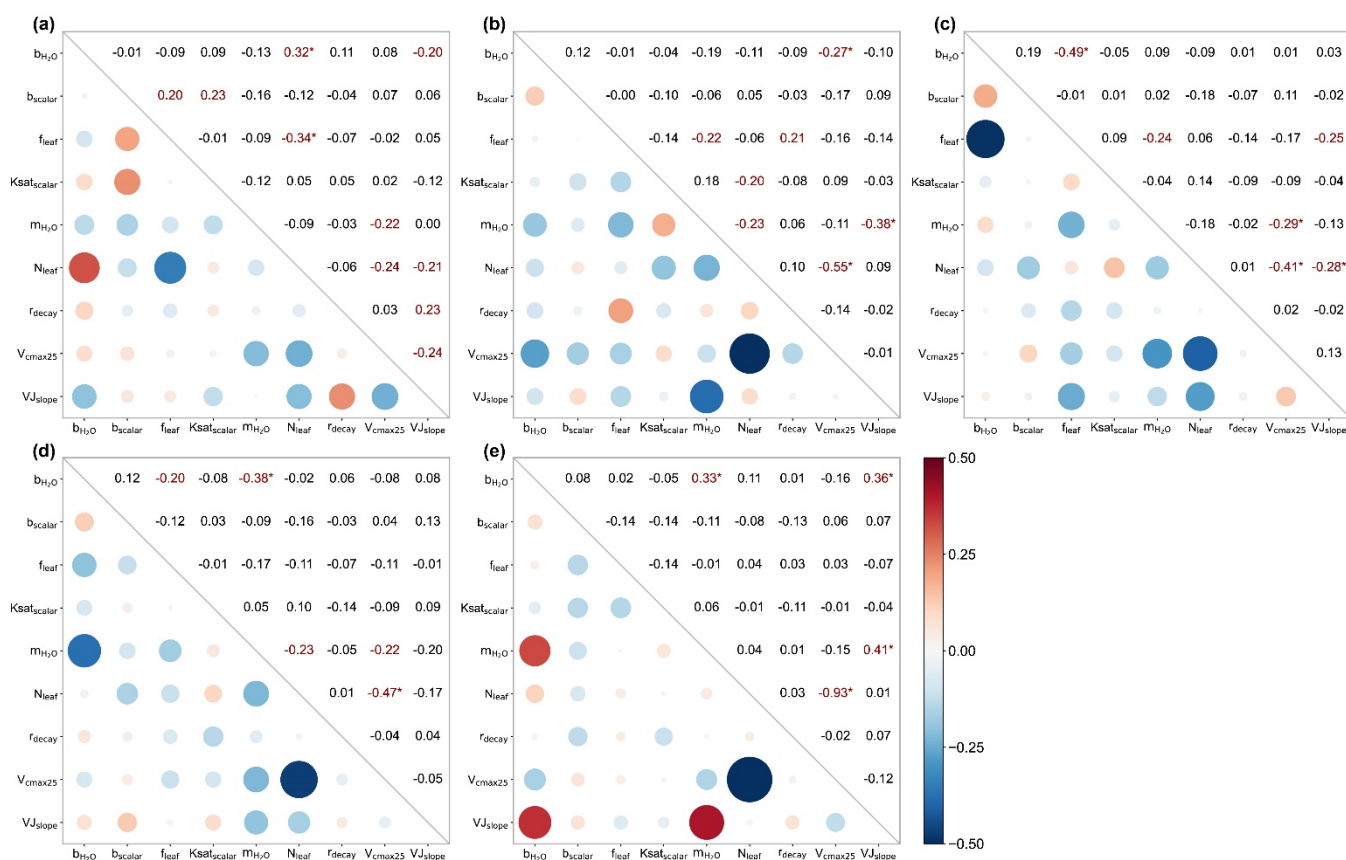 (a)
b_H2O -0.01 -0.09 0.09 -0.13 0.32* 0.11 0.08 -0.20
b_scalar 0.20 0.23 -0.16 -0.12 -0.04 0.07 0.06
f_leaf -0.01 -0.09 -0.34* -0.07 -0.02 0.05
Ksat_scalar -0.12 0.05 0.05 0.02 -0.12
m_H2O -0.09 -0.03 -0.22 0.00
N_leaf -0.06 -0.24 -0.21
r_decay 0.03 0.23
V_cmax25 -0.24
VJ_slope
b_H2O b_scalar f_leaf Ksat_scalar m_H2O N_leaf r_decay V_cmax25 VJ_slope
(b)
b_H2O 0.12 -0.01 -0.04 -0.19 -0.11 -0.09 -0.27* -0.10
b_scalar -0.00 -0.10 -0.06 0.05 -0.03 -0.17 0.09
f_leaf -0.14 -0.22 -0.06 0.21 -0.16 -0.14
Ksat_scalar 0.18 -0.20 -0.08 0.09 -0.03
m_H2O -0.23 0.06 -0.11 -0.38*
N_leaf 0.10 -0.55* 0.09
r_decay -0.14 -0.02
V_cmax25 -0.01
VJ_slope
b_H2O b_scalar f_leaf Ksat_scalar m_H2O N_leaf r_decay V_cmax25 VJ_slope
(c)
b_H2O 0.19 -0.49* -0.05 0.09 -0.09 0.01 0.01 0.03
b_scalar -0.01 0.01 0.02 -0.18 -0.07 0.11 -0.02
f_leaf 0.09 -0.24 0.06 -0.14 -0.17 -0.25
Ksat_scalar -0.04 0.14 -0.09 -0.09 -0.04
m_H2O -0.18 -0.02 -0.29* -0.13
N_leaf 0.01 -0.41* -0.28*
r_decay 0.02 -0.02
V_cmax25 0.13
VJ_slope
b_H2O b_scalar f_leaf Ksat_scalar m_H2O N_leaf r_decay V_cmax25 VJ_slope
(d)
b_H2O 0.12 -0.20 -0.08 -0.38* -0.02 0.06 -0.08 0.08
b_scalar -0.12 0.03 -0.09 -0.16 -0.03 0.04 0.13
f_leaf -0.01 -0.17 -0.11 -0.07 -0.11 -0.01
Ksat_scalar 0.05 0.10 -0.14 -0.09 0.09
m_H2O -0.23 -0.05 -0.22 -0.20
N_leaf 0.01 -0.47* -0.17
r_decay -0.04 0.04
V_cmax25 -0.05
VJ_slope
b_H2O b_scalar f_leaf Ksat_scalar m_H2O N_leaf r_decay V_cmax25 VJ_slope
(e)
b_H2O 0.08 0.02 -0.05 0.33* 0.11 0.01 -0.16 0.36*
b_scalar -0.14 -0.14 -0.11 -0.08 -0.13 0.06 0.07
f_leaf -0.14 -0.01 0.04 0.03 0.03 -0.07
Ksat_scalar 0.06 -0.01 -0.11 -0.01 -0.04
m_H2O 0.04 0.01 -0.15 0.41*
N_leaf 0.03 -0.93* 0.01
r_decay -0.02 0.07
V_cmax25 -0.12
VJ_slope
b_H2O b_scalar f_leaf Ksat_scalar m_H2O N_leaf r_decay V_cmax25 VJ_slope
0.50
0.25
0.00
-0.25
-0.50